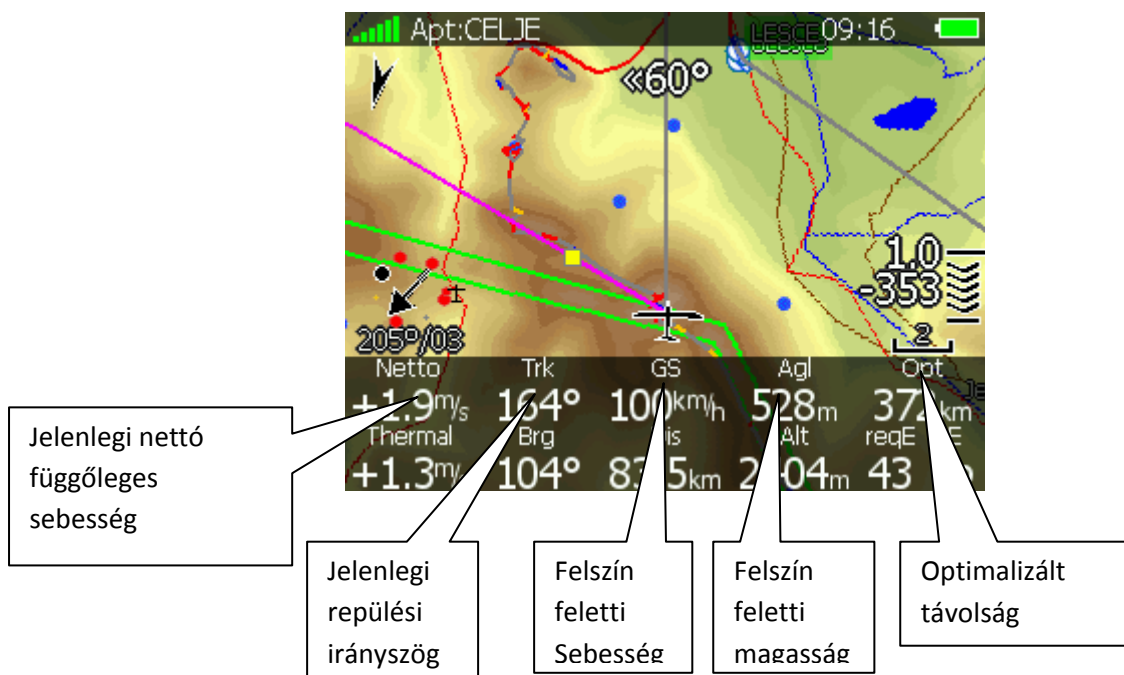 Apt:CELJE
LESCE
09:16
«60°
1.0
-353
2
205°/03
Netto Trk GS Agl Opt
+1.9m/s 164° 100km/h 528m 372km
Thermal Brg Alt reqE
+1.3m/ 104° 43
Jelenlegi nettó
függőleges
sebesség
Jelenlegi
repülési
irányszög
Felszín
feletti
Sebesség
Felszín
feletti
magasság
Optimalizált
távolság